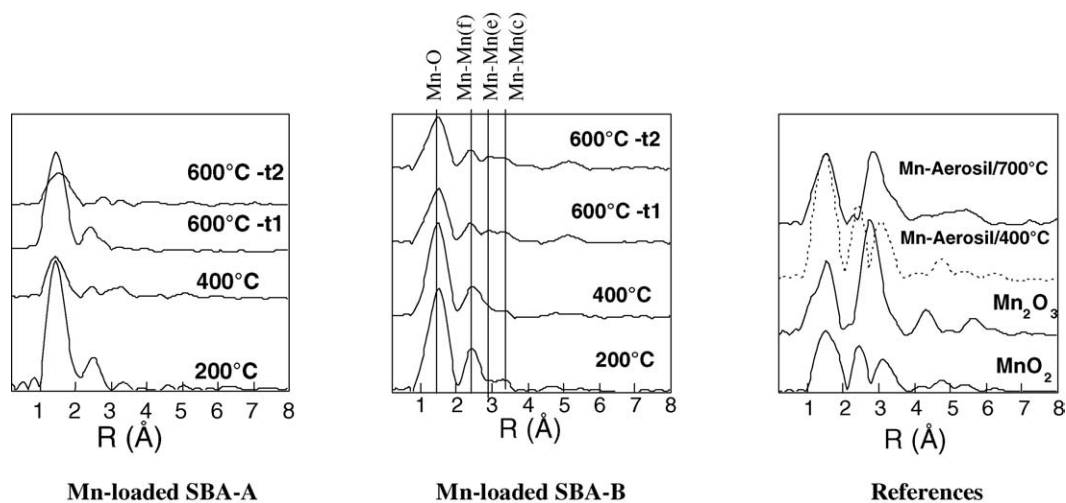 600°C -t2
600°C -t1
400°C
200°C
1 2 3 4 5 6 7 8
R (Å)
Mn-loaded SBA-A
Mn-O
Mn-Mn(f)
Mn-Mn(e)
Mn-Mn(c)
600°C -t2
600°C -t1
400°C
200°C
1 2 3 4 5 6 7 8
R (Å)
Mn-loaded SBA-B
Mn-Aerosil/700°C
Mn-Aerosil/400°C
Mn₂O₃
MnO₂
1 2 3 4 5 6 7 8
R (Å)
References